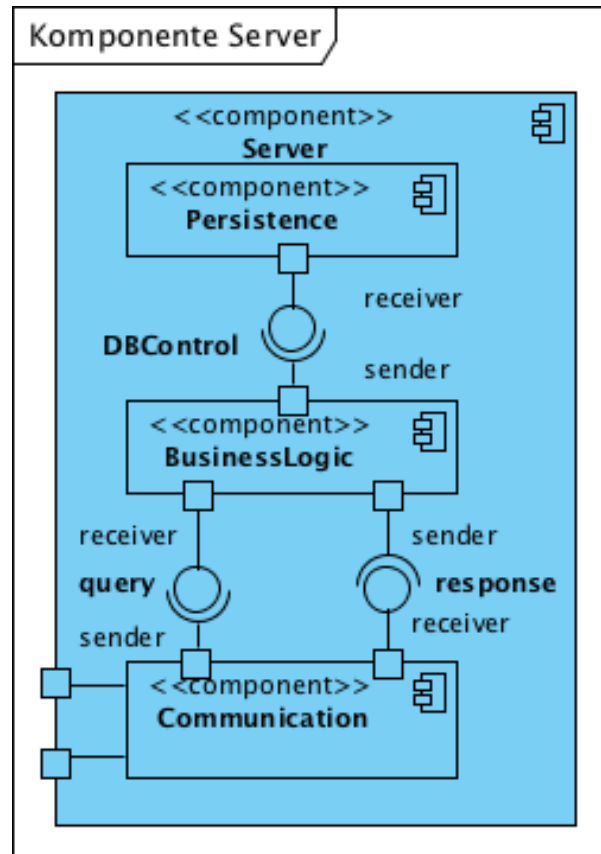 Komponente Server
<<component>>
Server
<<component>>
Persistence
receiver
DBControl
sender
<<component>>
BusinessLogic
receiver
sender
query
response
sender
receiver
<<component>>
Communication